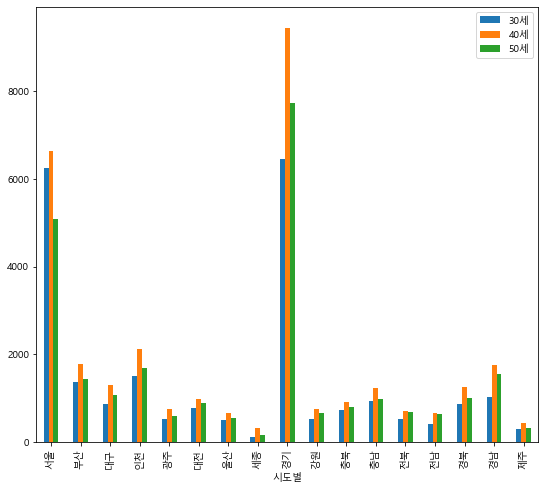 30세
40세
50세
8000
6000
4000
2000
0
서울 부산 대구 인천 광주 대전 울산 세종 경기 강원 충북 충남 전북 전남 경북 경남 제주
시도별